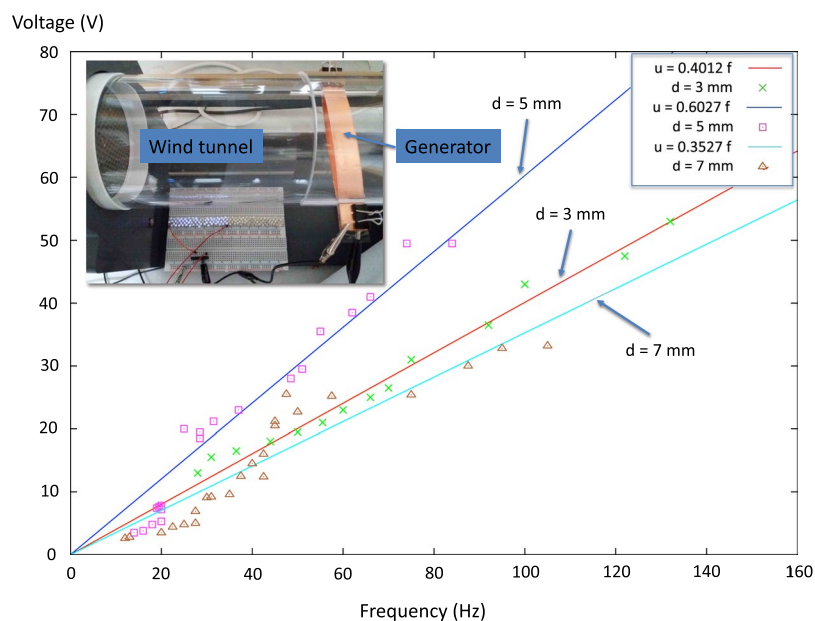 Voltage (V)
80
70
60
50
40
30
20
10
0
0 20 40 60 80 100 120 140 160
Frequency (Hz)
Wind tunnel
Generator
d = 5 mm
d = 3 mm
d = 7 mm
u = 0.4012 f
d = 3 mm
u = 0.6027 f
d = 5 mm
u = 0.3527 f
d = 7 mm